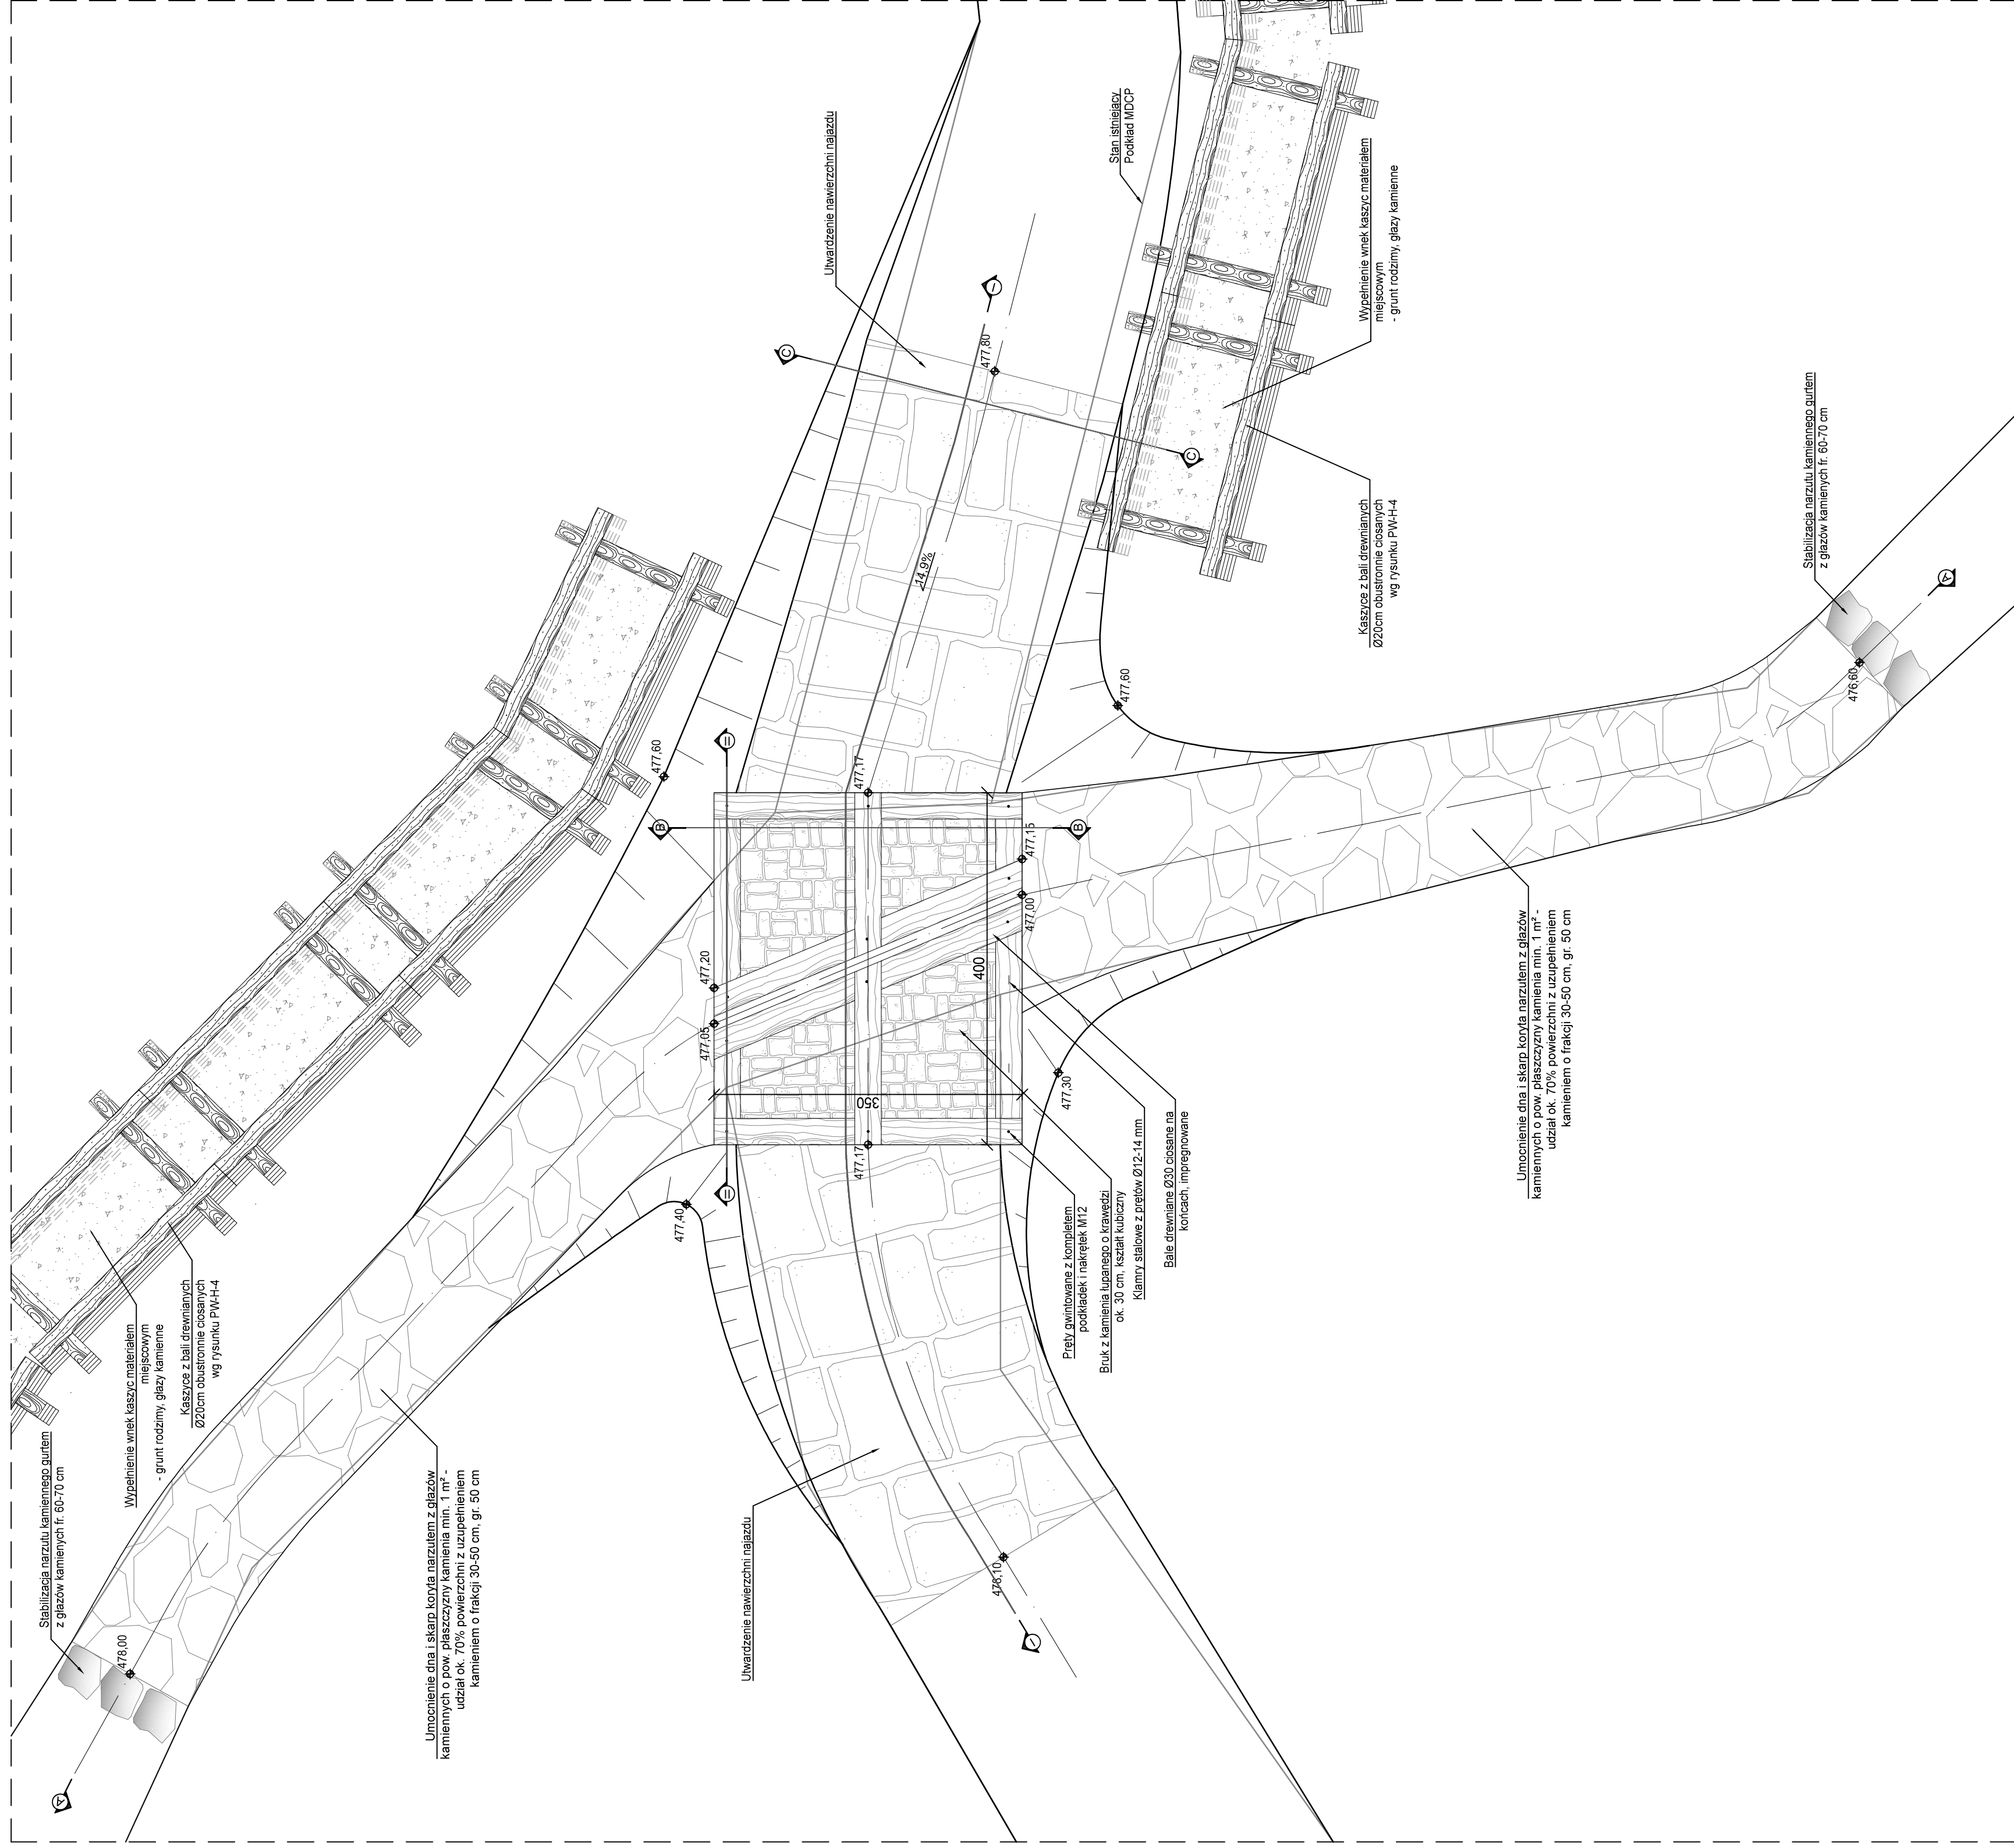 Stabilizacja narzutu kamiennego gurtem
z głazów kamienych fr. 60-70 cm
Wypełnienie wnek kaszyc materiałem
miejscowym
- grunt rodzimy, głazy kamienne
Kaszyce z bali drewnianych
Ø20cm obustronnie ciosanych
wg rysunku PW-H-4
Umocnienie dna i skarp koryta narzutem z głazów
kamiennych o pow. płaszczyzny kamienia min. 1 m² -
udział ok. 70% powierzchni z uzupełnieniem
kamieniem o frakcji 30-50 cm, gr. 50 cm
Utwardzenie nawierzchni najazdu
Utwardzenie nawierzchni najazdu
Stan istniejący
Podkład MDCP
Wypełnienie wnek kaszyc materiałem
miejscowym
- grunt rodzimy, głazy kamienne
Kaszyce z bali drewnianych
Ø20cm obustronnie ciosanych
wg rysunku PW-H-4
Pręty gwintowane z kompletem
podkładek i nakrętek M12
Bruk z kamienia łupanego o krawędzi
ok. 30 cm, kształt kubiczny
Klamry stalowe z prętów Ø12-14 mm
Bale drewniane Ø30 ciosane na
końcach, impregnowane
Umocnienie dna i skarp koryta narzutem z głazów
kamiennych o pow. płaszczyzny kamienia min. 1 m² -
udział ok. 70% powierzchni z uzupełnieniem
kamieniem o frakcji 30-50 cm, gr. 50 cm
Stabilizacja narzutu kamiennego gurtem
z głazów kamienych fr. 60-70 cm
478,00
477,40
477,60
477,20
477,05
477,17
477,17
477,80
14.9%
478,10
477,15
477,00
477,30
477,60
476,60
350
400
A
A
B
B
C
C
I
I
II
II